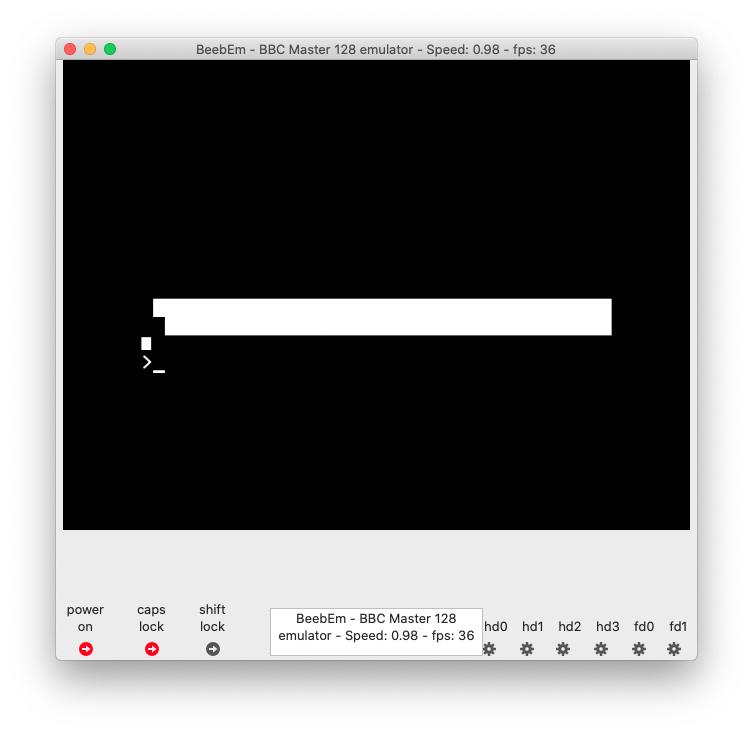 BeebEm - BBC Master 128 emulator - Speed: 0.98 - fps: 36
>_
power on
caps lock
shift lock
BeebEm - BBC Master 128
emulator - Speed: 0.98 - fps: 36
hd0 hd1 hd2 hd3 fd0 fd1